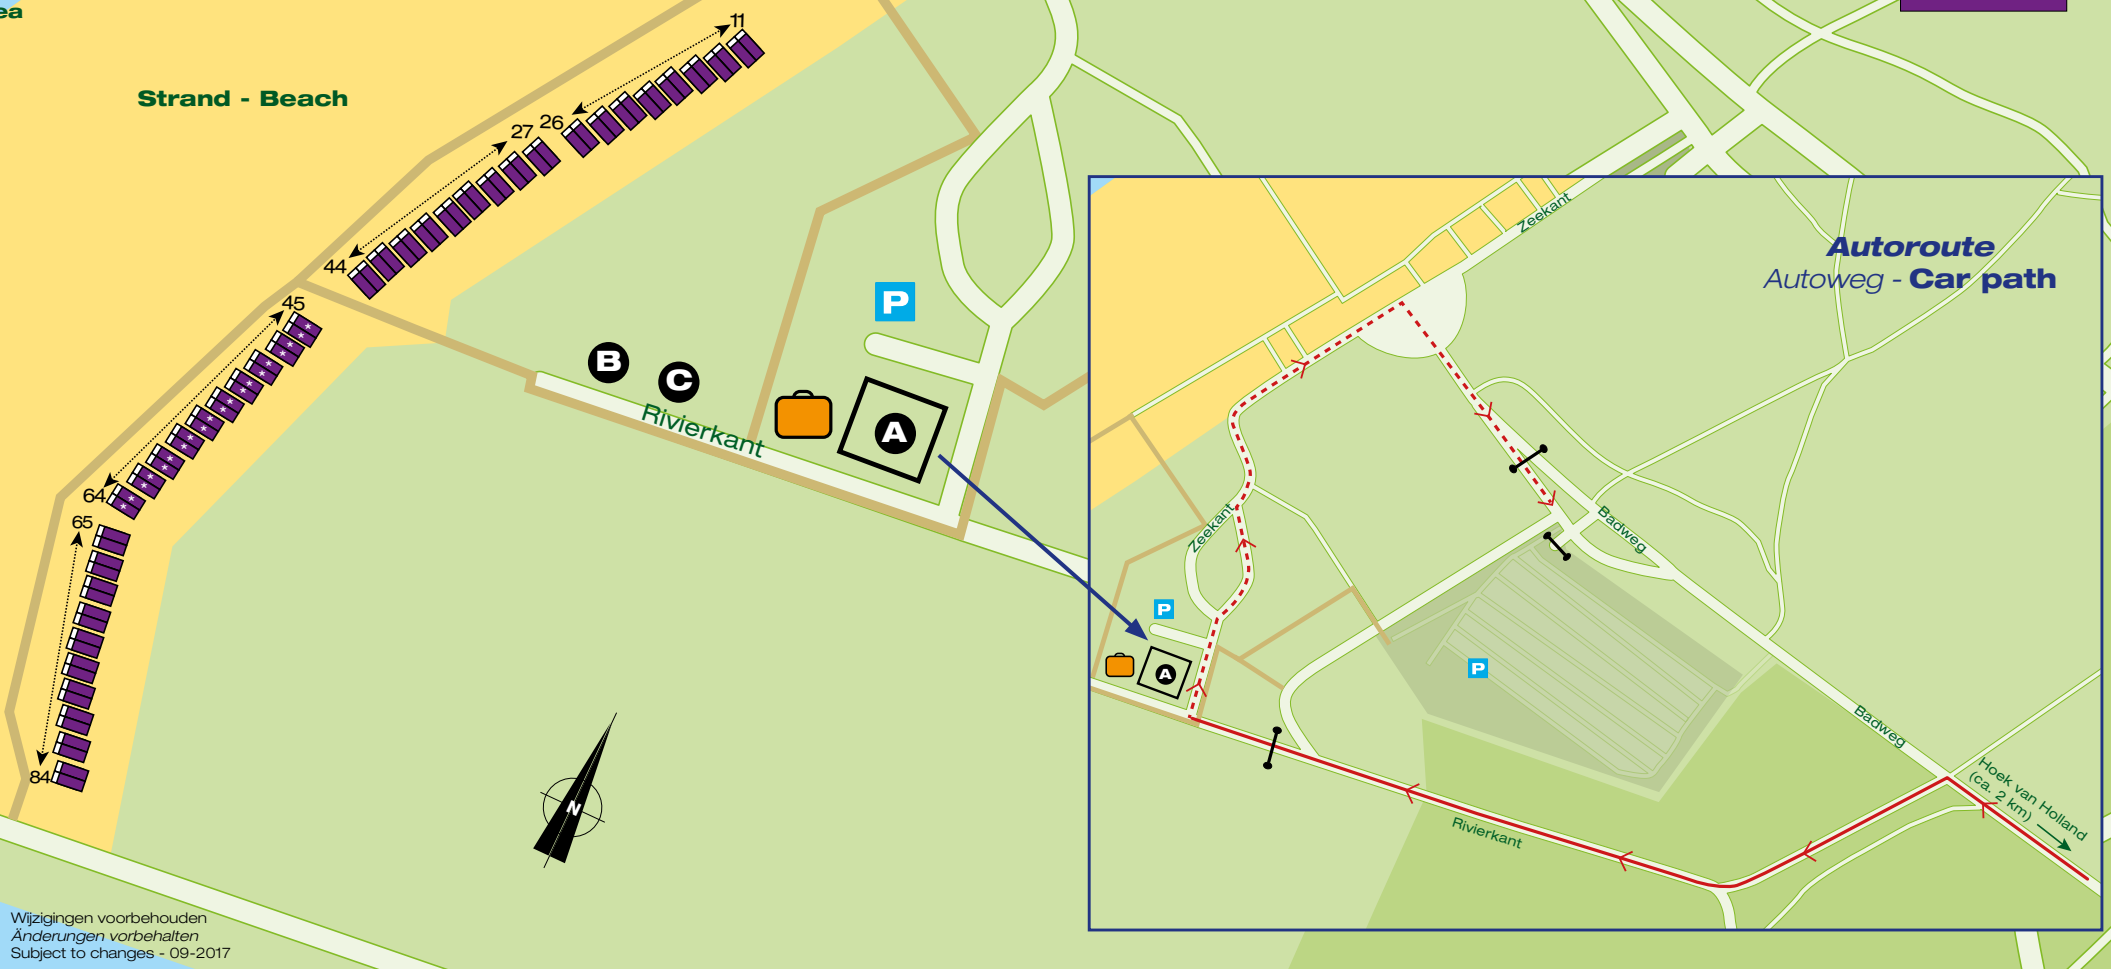 ea
Strand - Beach
11
26
27
44
45
64
65
84
P
B
C
A
Rivierkant
N
Wijzigingen voorbehouden
Änderungen vorbehalten
Subject to changes - 09-2017
Autoroute
Autoweg - Car path
Zeekant
Zeekant
P
A
Badweg
P
Badweg
Hoek van Holland
(ca. 2 km)
Rivierkant